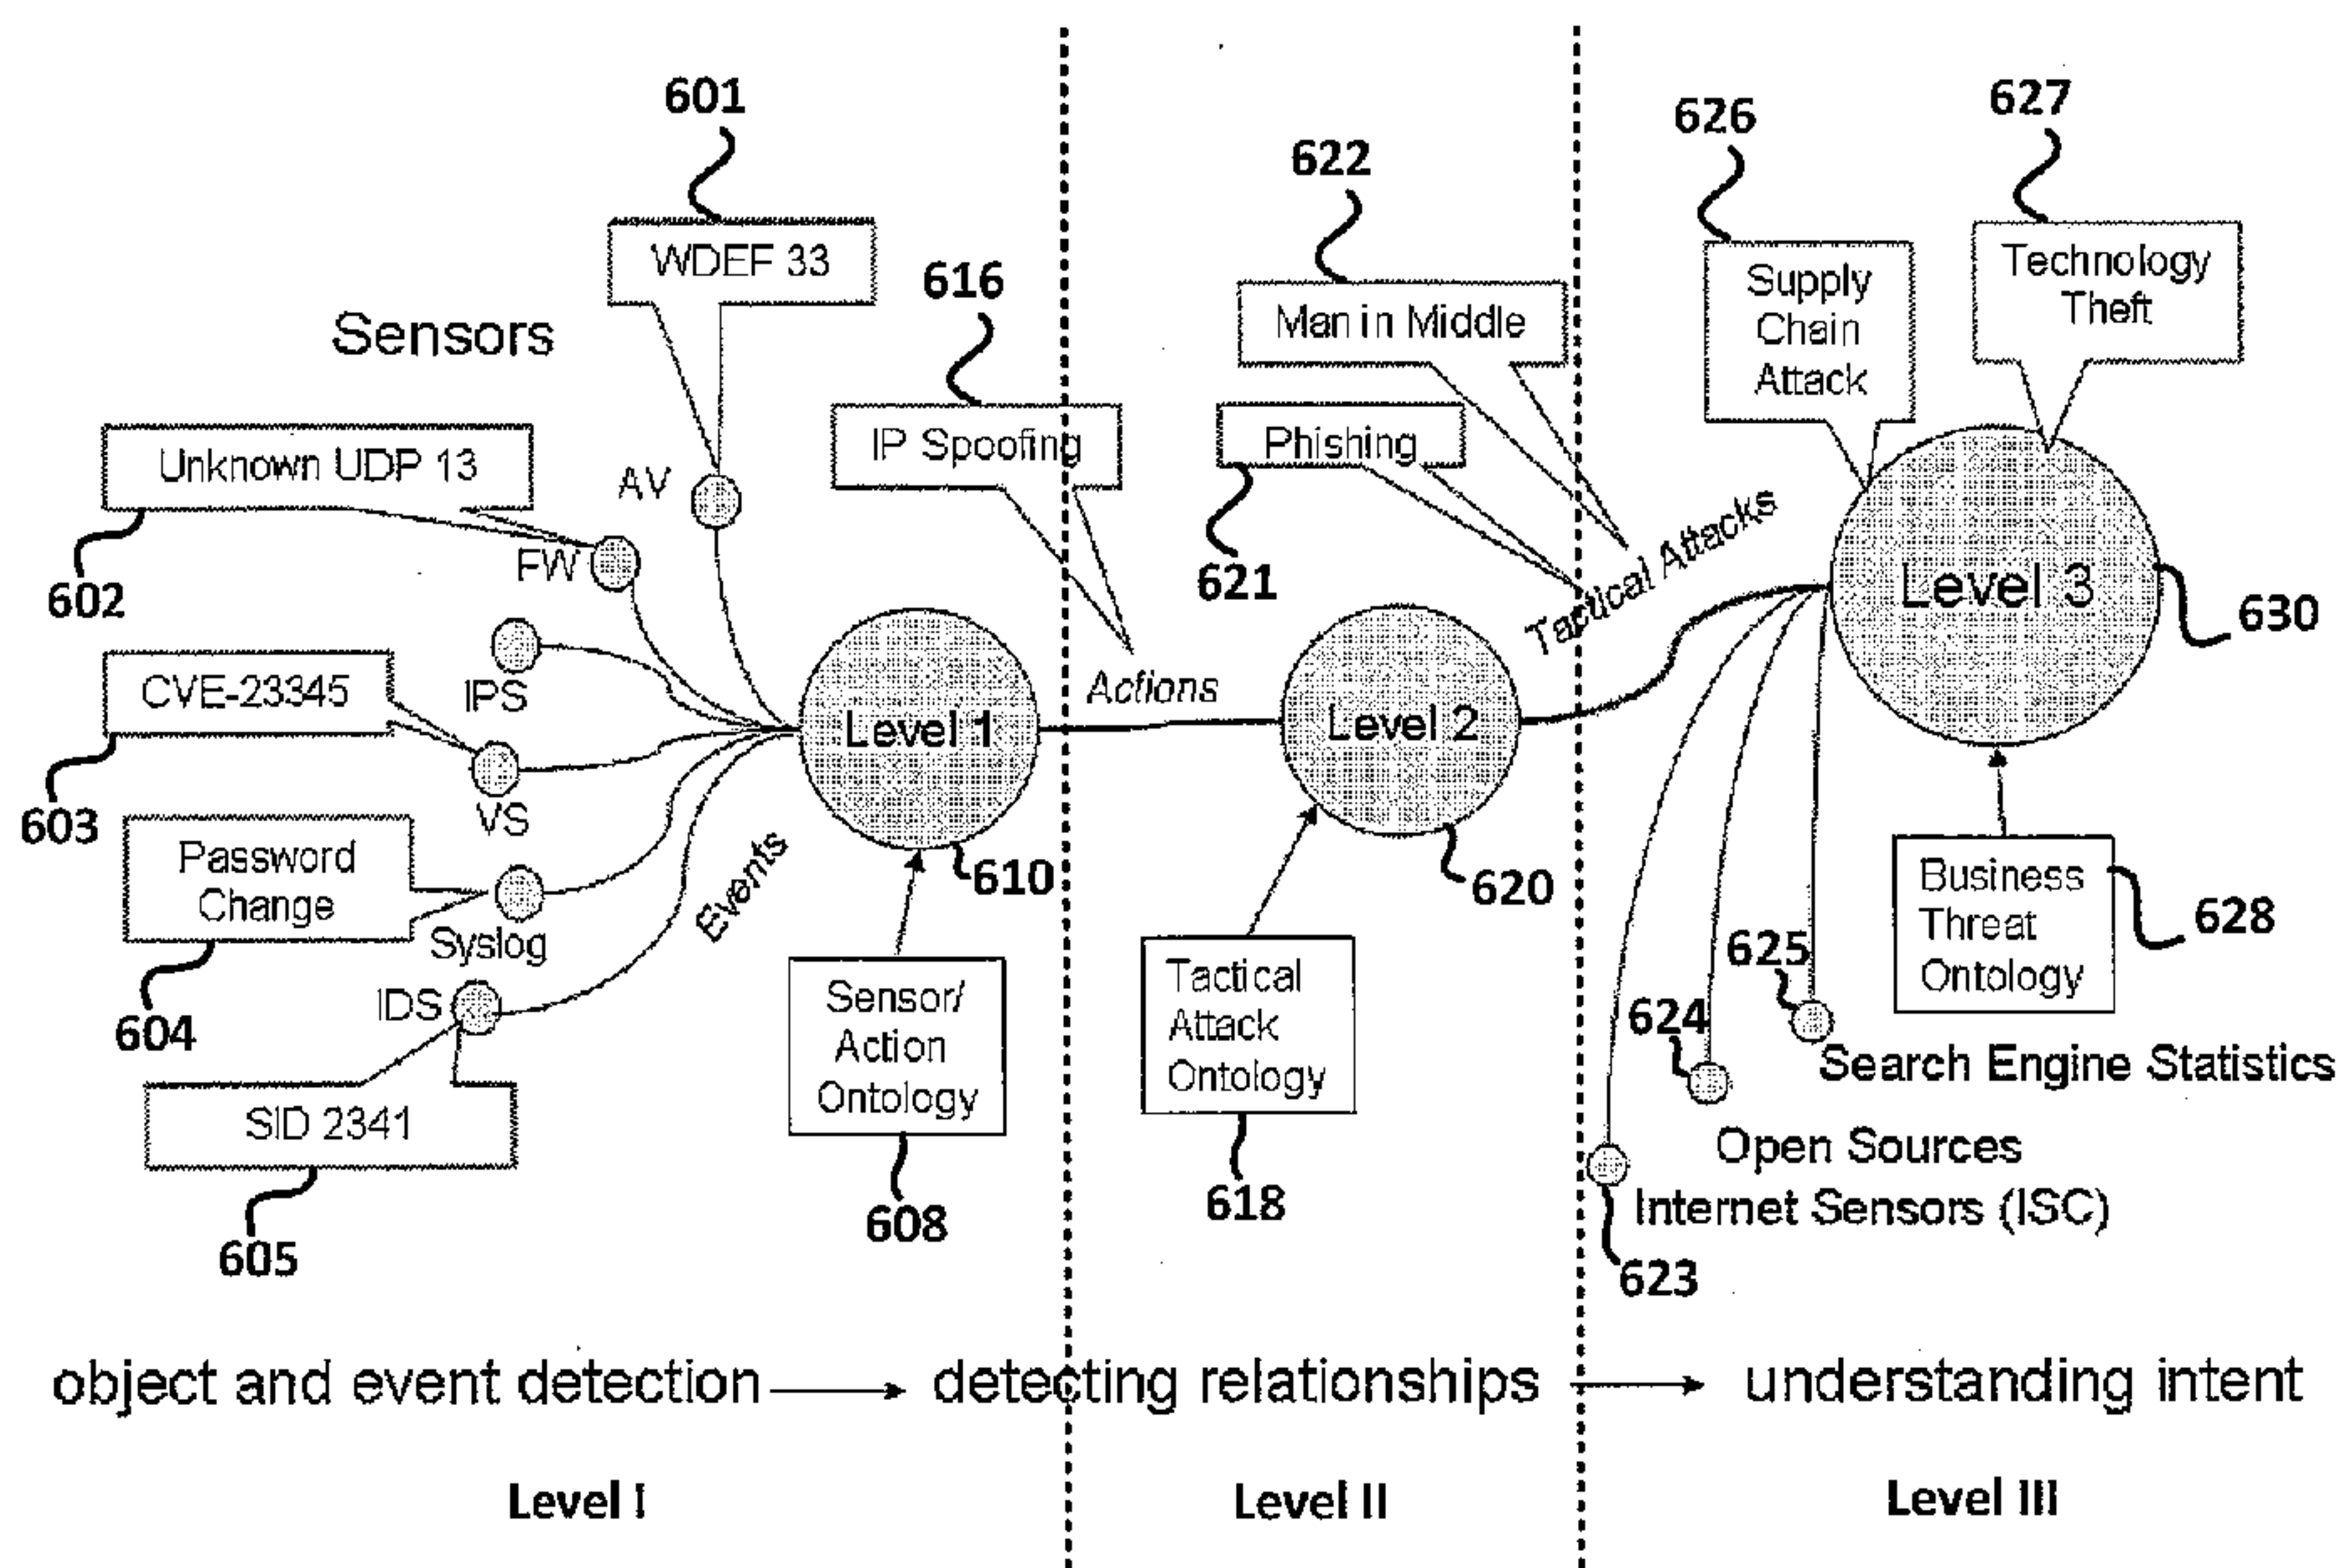 601
WDEF 33
Sensors
616
IP Spoofing
Unknown UDP 13
602
AV
FW
IPS
CVE-23345
603
VS
Password
Change
604
Syslog
IDS
SID 2341
605
Events
Level 1
610
Sensor/
Action
Ontology
608
Actions
622
Man in Middle
Phishing
621
Tactical Attacks
Level 2
620
Tactical
Attack
Ontology
618
626
Supply
Chain
Attack
627
Technology
Theft
Level 3
630
Business
Threat
Ontology
628
625
Search Engine Statistics
624
Open Sources
Internet Sensors (ISC)
623
object and event detection
detecting relationships
understanding intent
Level I
Level II
Level III